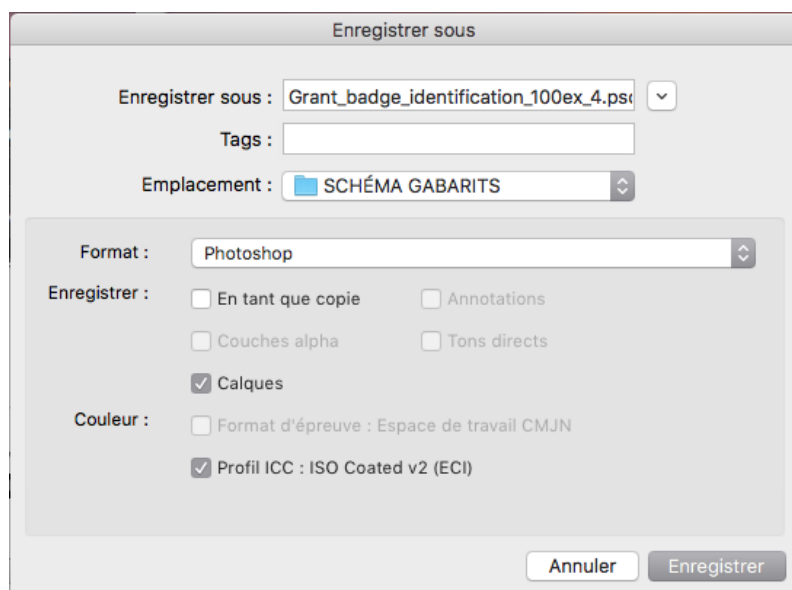 Enregistrer sous
Enregistrer sous : Grant_badge_identification_100ex_4.psd
Tags :
Emplacement : SCHÉMA GABARITS
Format : Photoshop
Enregistrer : En tant que copie Annotations
Couches alpha Tons directs
Calques
Couleur : Format d'épreuve : Espace de travail CMJN
Profil ICC : ISO Coated v2 (ECI)
Annuler Enregistrer